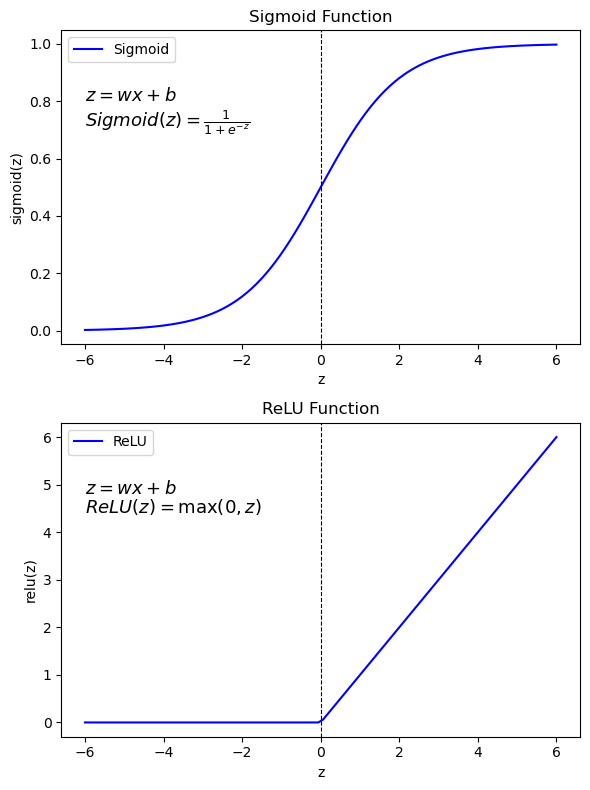 Sigmoid Function
Sigmoid
z = wx + b
Sigmoid(z) = 1/(1 + e^{−z})
sigmoid(z)
1.0
0.8
0.6
0.4
0.2
0.0
−6 −4 −2 0 2 4 6
z
ReLU Function
ReLU
z = wx + b
ReLU(z) = max(0, z)
relu(z)
6
5
4
3
2
1
0
−6 −4 −2 0 2 4 6
z